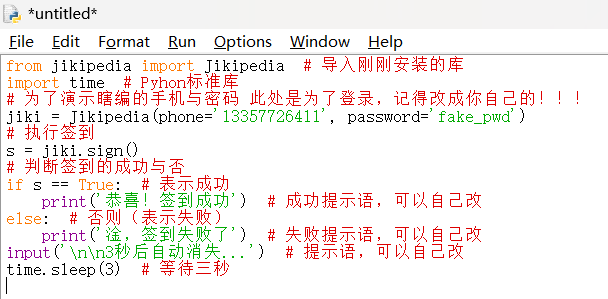 *untitled*
File Edit Format Run Options Window Help
from jikipedia import Jikipedia  # 导入刚刚安装的库
import time  # Pyhon标准库
# 为了演示瞎编的手机与密码 此处是为了登录，记得改成你自己的！！！
jiki = Jikipedia(phone='13357726411', password='fake_pwd')
# 执行签到
s = jiki.sign()
# 判断签到的成功与否
if s == True:  # 表示成功
    print('恭喜！签到成功')  # 成功提示语，可以自己改
else:  # 否则（表示失败）
    print('淦，签到失败了')  # 失败提示语，可以自己改
input('\n\n3秒后自动消失...')  # 提示语，可以自己改
time.sleep(3)  # 等待三秒